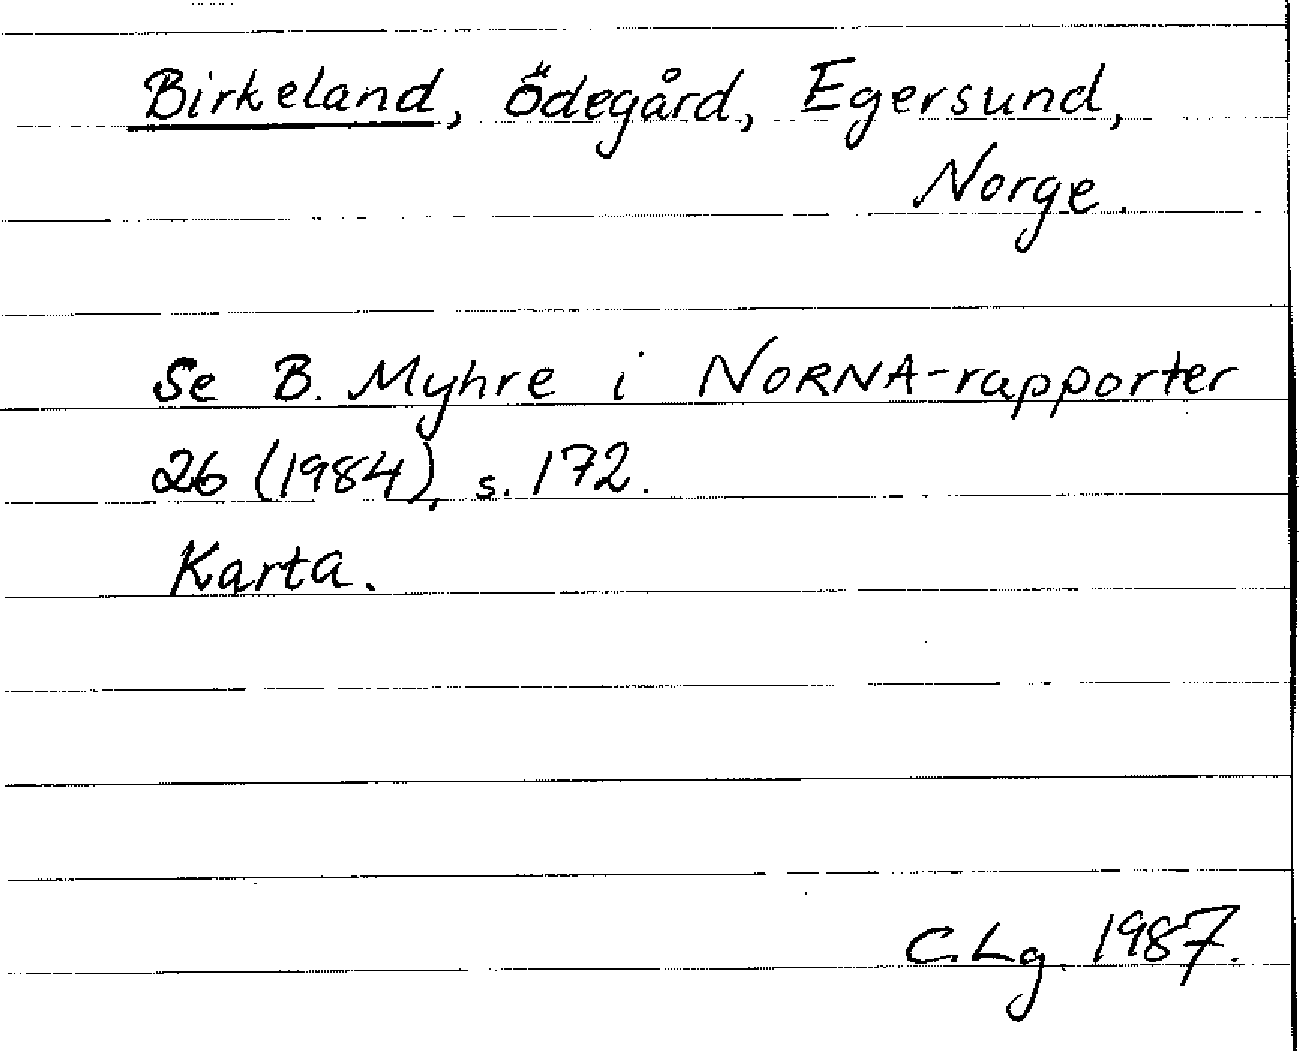 Birkeland, Ödegård, Egersund,
Norge.
Se B. Myhre i NORNA-rapporter
26 (1984), s. 172.
Karta.
C. Lg. 1987.